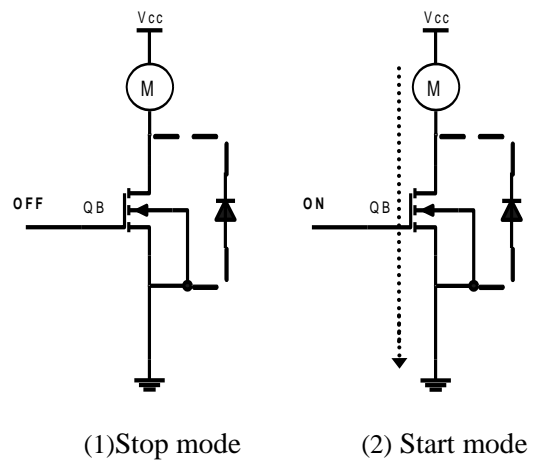 Vcc
M
OFF
QB
(1)Stop mode
Vcc
M
ON
QB
(2) Start mode